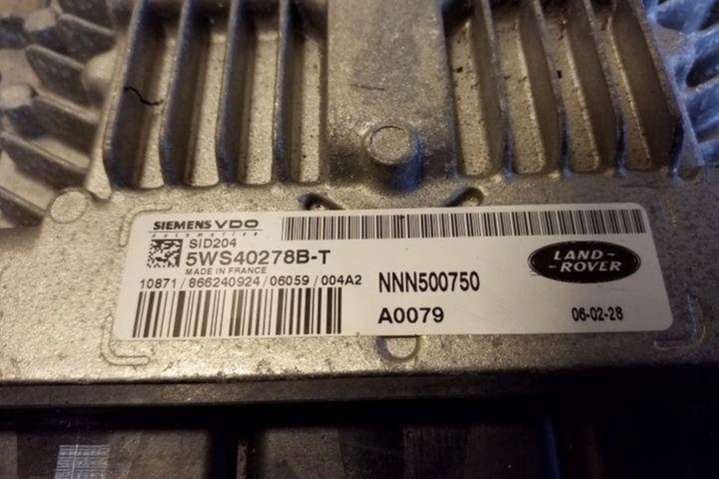 SIEMENS VDO
Automotive
SID204
5WS40278B-T
MADE IN FRANCE
10871/866240924/06059/004A2
NNN500750
A0079
LAND-
-ROVER
06-02-28